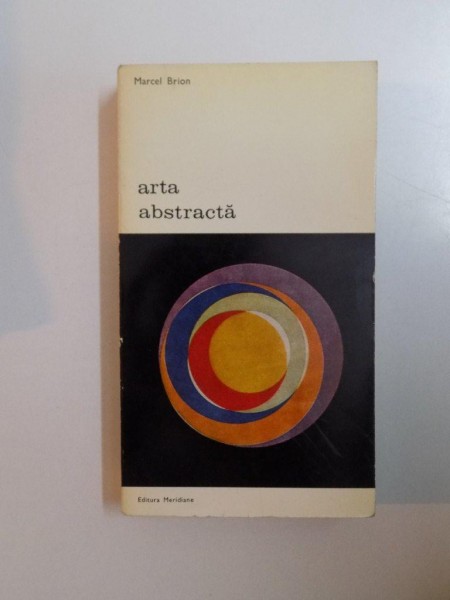 Marcel Brion
arta
abstractă
Editura Meridiane